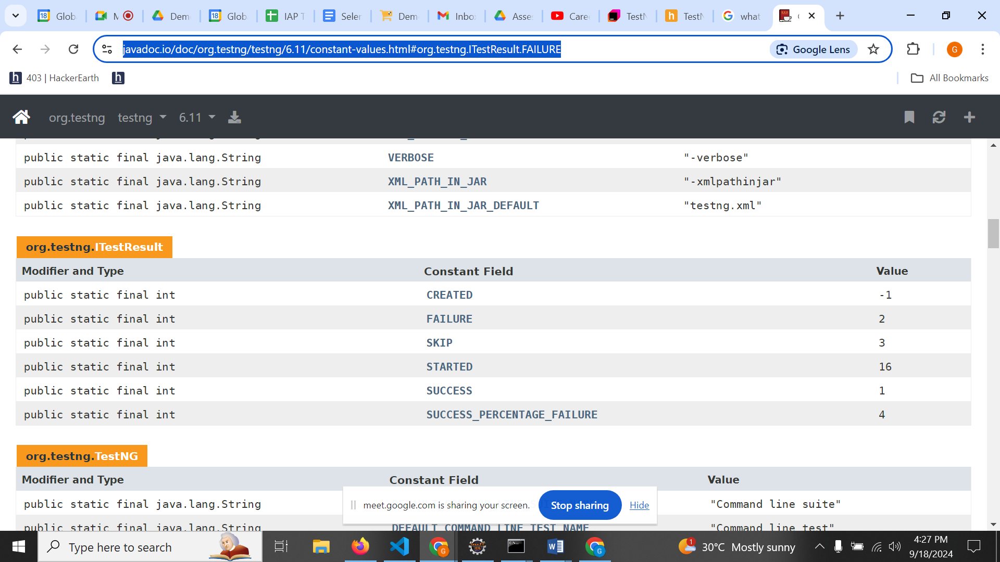 Glob
M
Dem
Glob
IAP T
Seler
Dem
Inbo
Asse
Care
TestN
TestN
what
javadoc.io/doc/org.testng/testng/6.11/constant-values.html#org.testng.ITestResult.FAILURE
Google Lens
G
403 | HackerEarth
All Bookmarks
org.testng testng 6.11
public static final java.lang.String VERBOSE "-verbose"
public static final java.lang.String XML_PATH_IN_JAR "-xmlpathinjar"
public static final java.lang.String XML_PATH_IN_JAR_DEFAULT "testng.xml"
org.testng.ITestResult
Modifier and Type Constant Field Value
public static final int CREATED -1
public static final int FAILURE 2
public static final int SKIP 3
public static final int STARTED 16
public static final int SUCCESS 1
public static final int SUCCESS_PERCENTAGE_FAILURE 4
org.testng.TestNG
Modifier and Type Constant Field Value
public static final java.lang.String "Command line suite"
meet.google.com is sharing your screen. Stop sharing Hide
public static final java.lang.String DEFAULT_COMMAND_LINE_TEST_NAME "Command line test"
Type here to search
30°C Mostly sunny
4:27 PM
9/18/2024